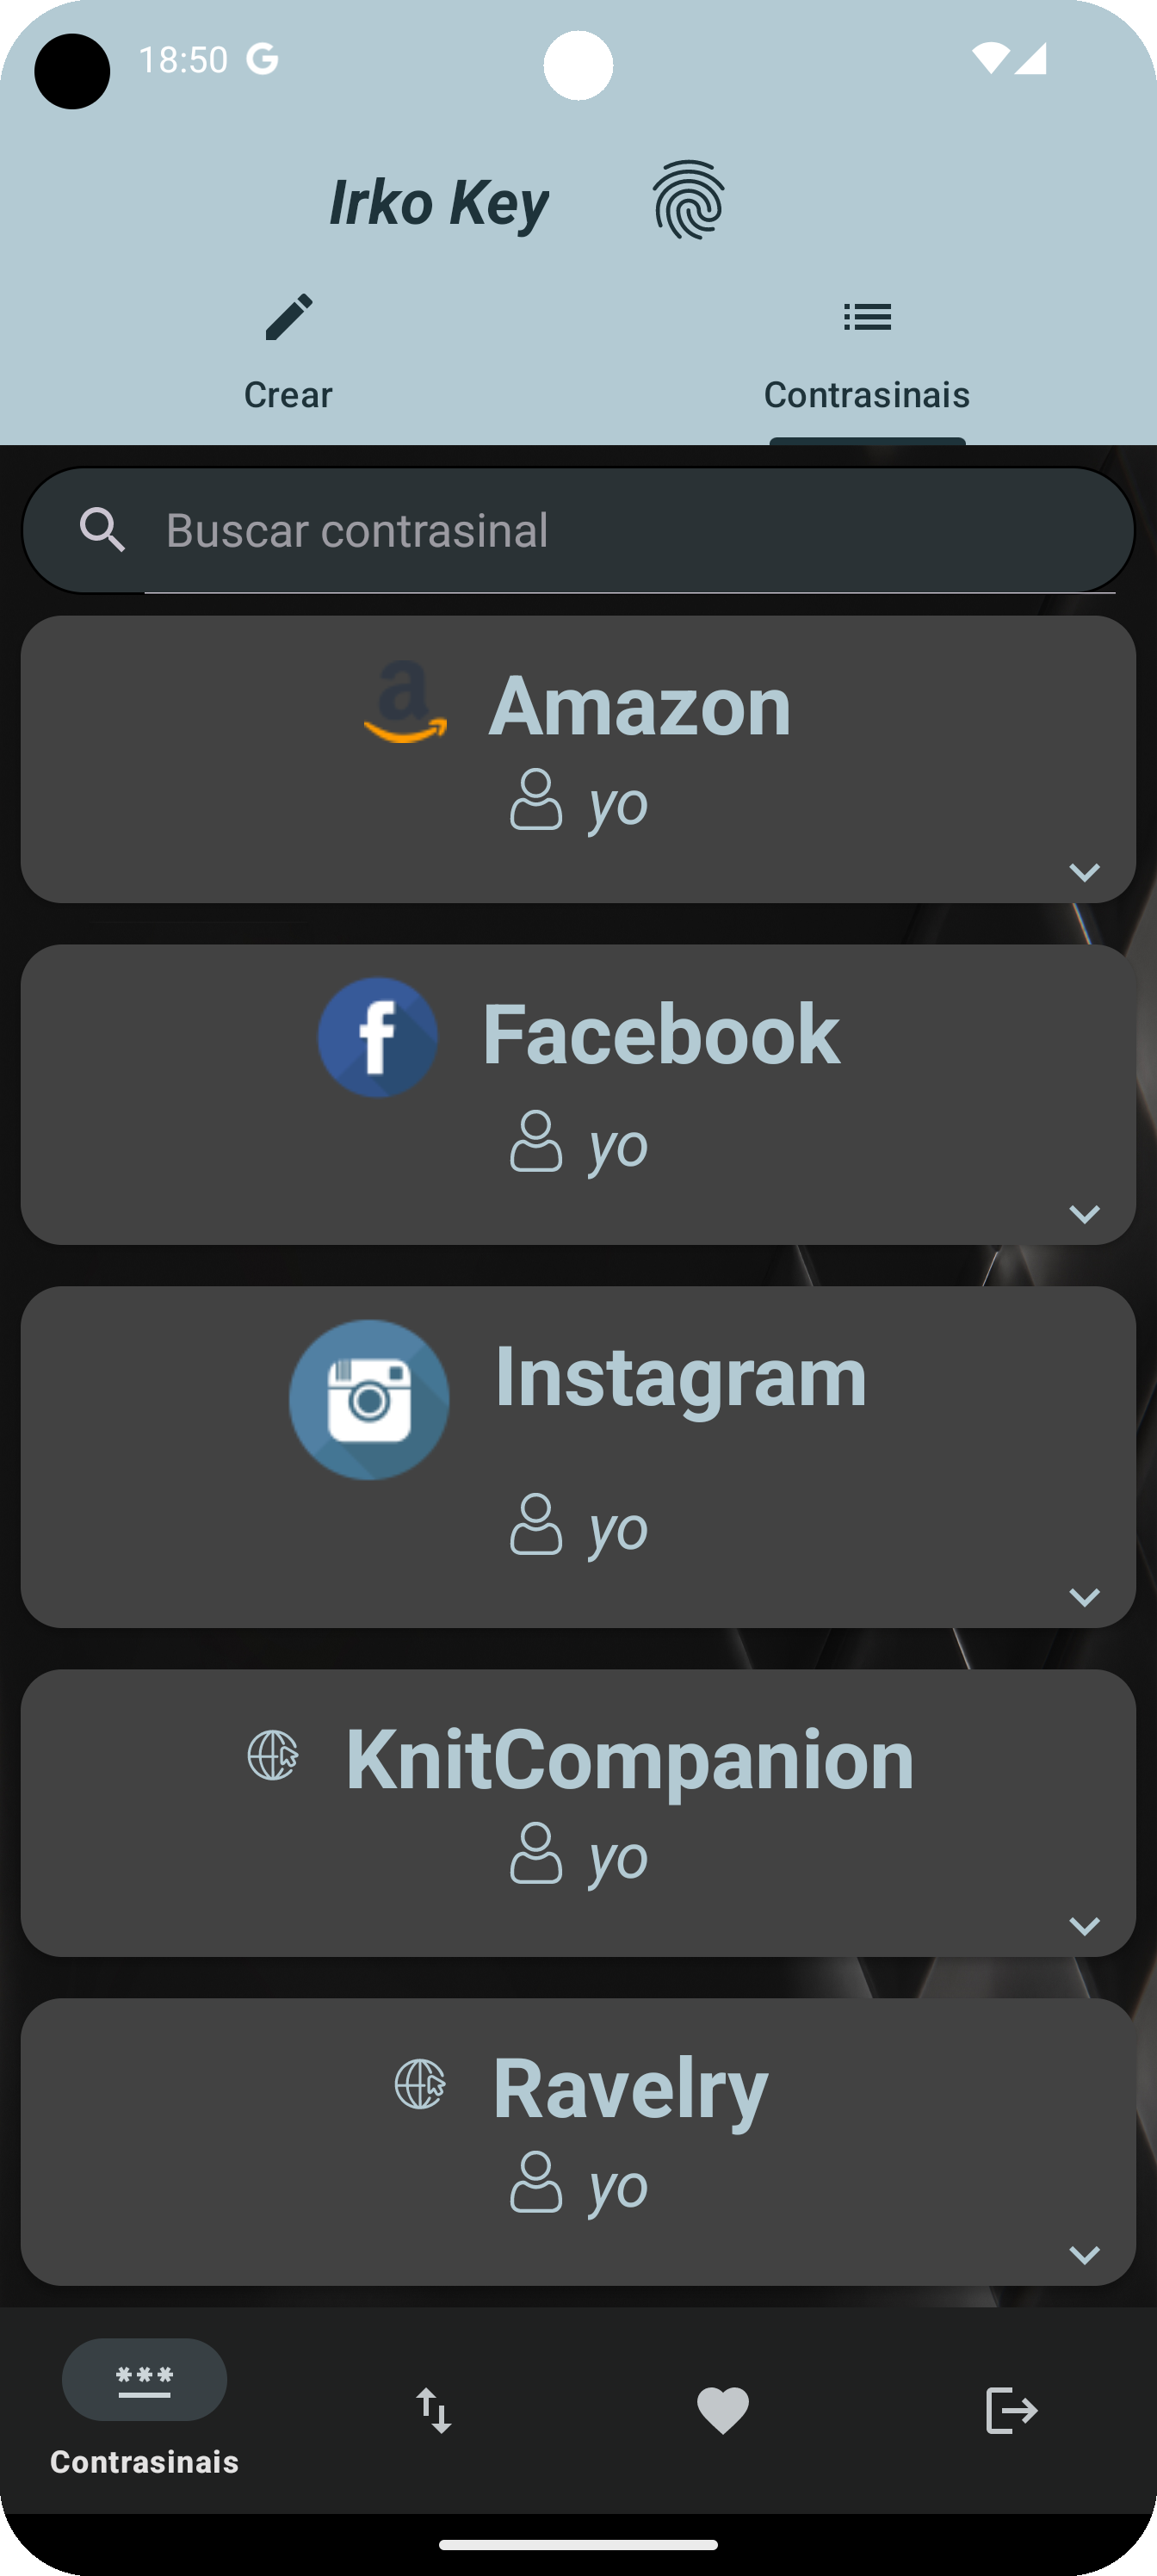 18:50
Irko Key
Crear
Contrasinais
Buscar contrasinal
Amazon
yo
Facebook
yo
Instagram
yo
KnitCompanion
yo
Ravelry
yo
***
Contrasinais